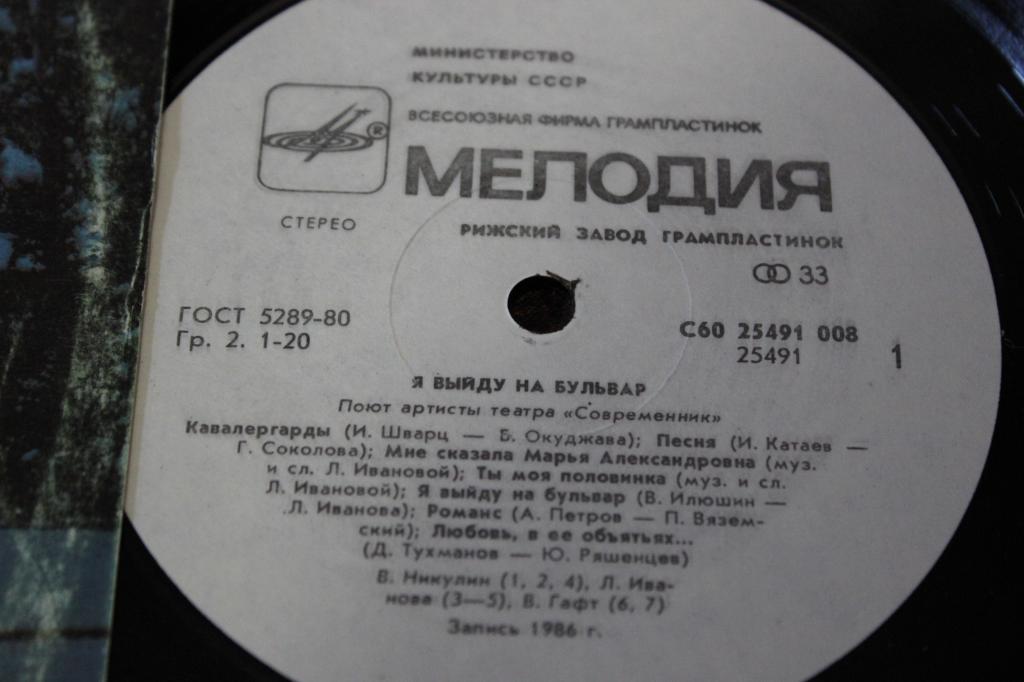 МИНИСТЕРСТВО
КУЛЬТУРЫ СССР
ВСЕСОЮЗНАЯ ФИРМА ГРАМПЛАСТИНОК
®
МЕЛОДИЯ
СТЕРЕО
РИЖСКИЙ ЗАВОД ГРАМПЛАСТИНОК
33
ГОСТ 5289-80
Гр. 2. 1-20
С60 25491 008
25491
1
Я ВЫЙДУ НА БУЛЬВАР
Поют артисты театра «Современник»
Кавалергарды (И. Шварц — Б. Окуджава); Песня (И. Катаев —
Г. Соколова); Мне сказала Марья Александровна (муз.
и сл. Л. Ивановой); Ты моя половинка (муз. и сл.
Л. Ивановой); Я выйду на бульвар (В. Илюшин —
Л. Иванова); Романс (А. Петров — П. Вязем-
ский); Любовь, в ее объятьях...
(Д. Тухманов — Ю. Ряшенцев)
В. Никулин (1, 2, 4), Л. Ива-
нова (3—5), В. Гафт (6, 7)
Запись 1986 г.